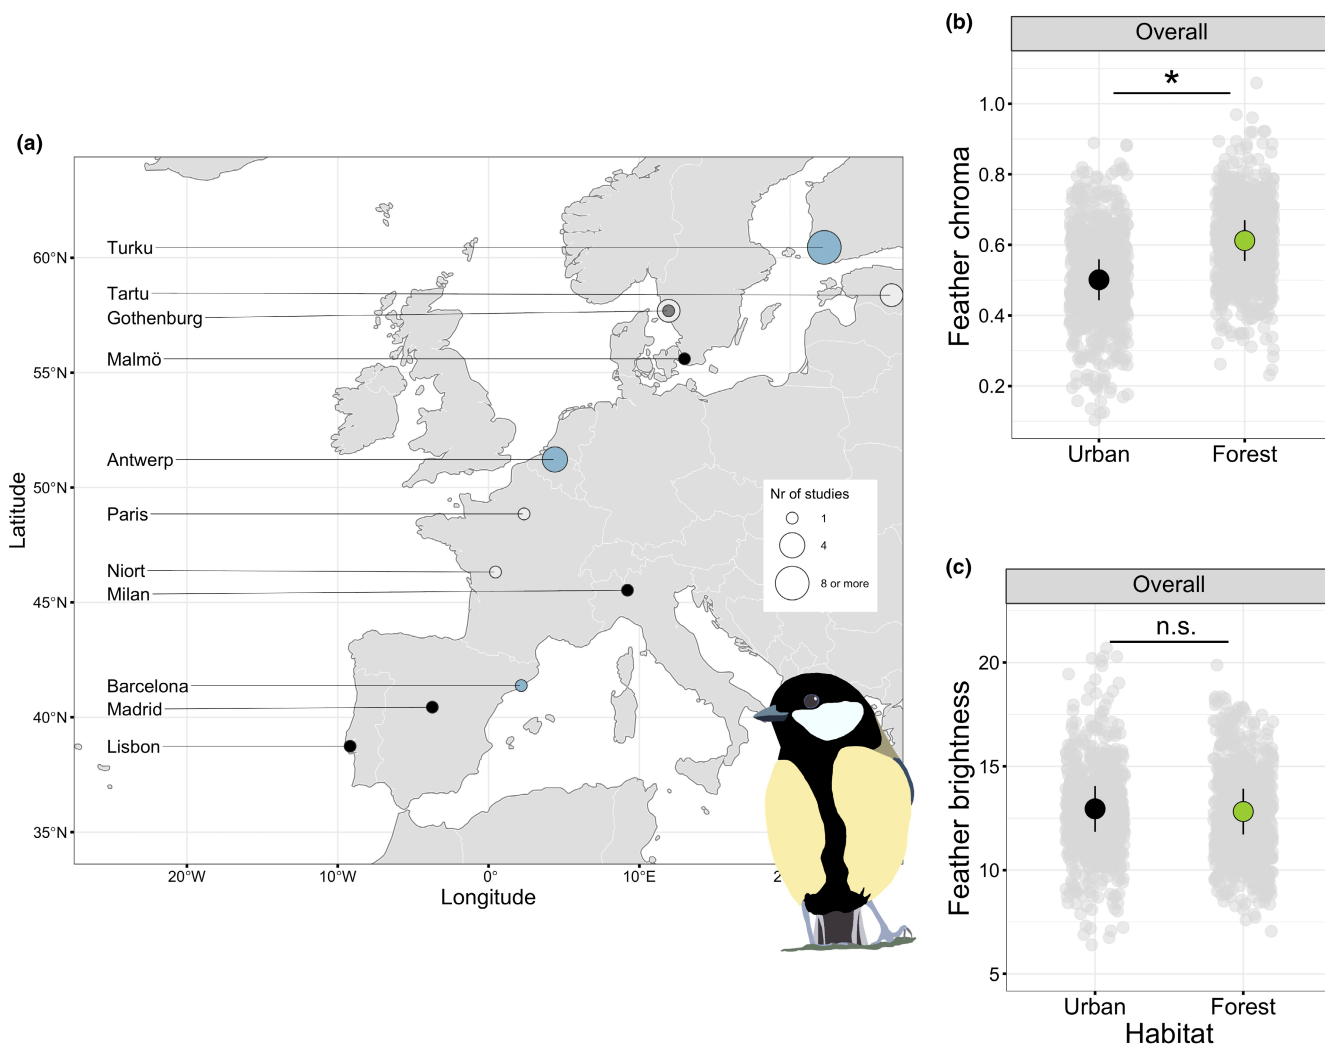 (a)
Latitude
60°N
55°N
50°N
45°N
40°N
35°N
Turku
Tartu
Gothenburg
Malmö
Antwerp
Paris
Niort
Milan
Barcelona
Madrid
Lisbon
Nr of studies
1
4
8 or more
20°W
10°W
0°
10°E
2
Longitude
(b)
Overall
*
Feather chroma
1.0
0.8
0.6
0.4
0.2
Urban
Forest
(c)
Overall
n.s.
Feather brightness
20
15
10
5
Urban
Forest
Habitat